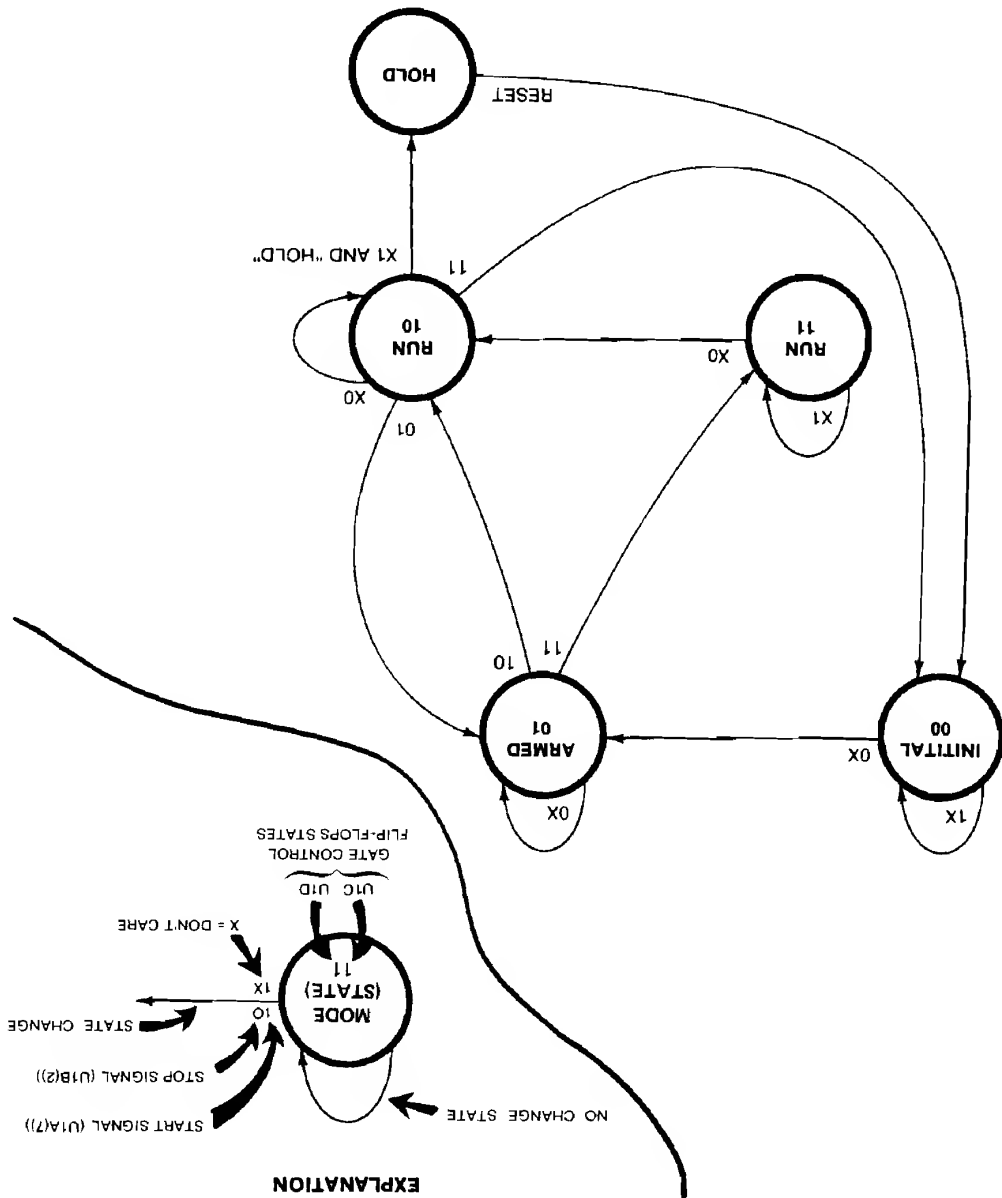 EXPLANATION
NO CHANGE STATE
START SIGNAL (U1A(7))
STOP SIGNAL (U1B(2))
STATE CHANGE
MODE
(STATE)
11
10
1X
X = DON'T CARE
U1C U1D
GATE CONTROL
FLIP-FLOPS STATES
1X
INITITAL
00
0X
0X
ARMED
01
11
10
X1
RUN
11
X0
01
X0
RUN
10
11
X1 AND "HOLD"
RESET
HOLD